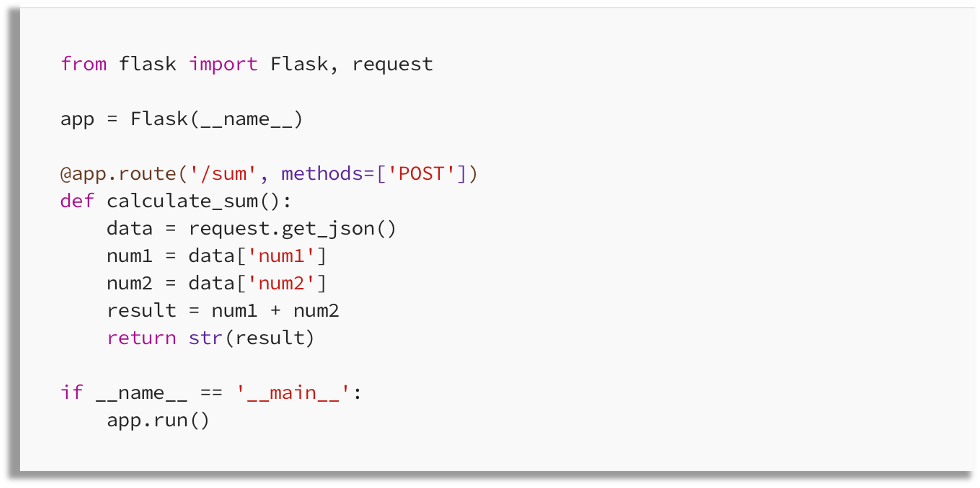 from flask import Flask, request
app = Flask(__name__)
@app.route('/sum', methods=['POST'])
def calculate_sum():
    data = request.get_json()
    num1 = data['num1']
    num2 = data['num2']
    result = num1 + num2
    return str(result)
if __name__ == '__main__':
    app.run()